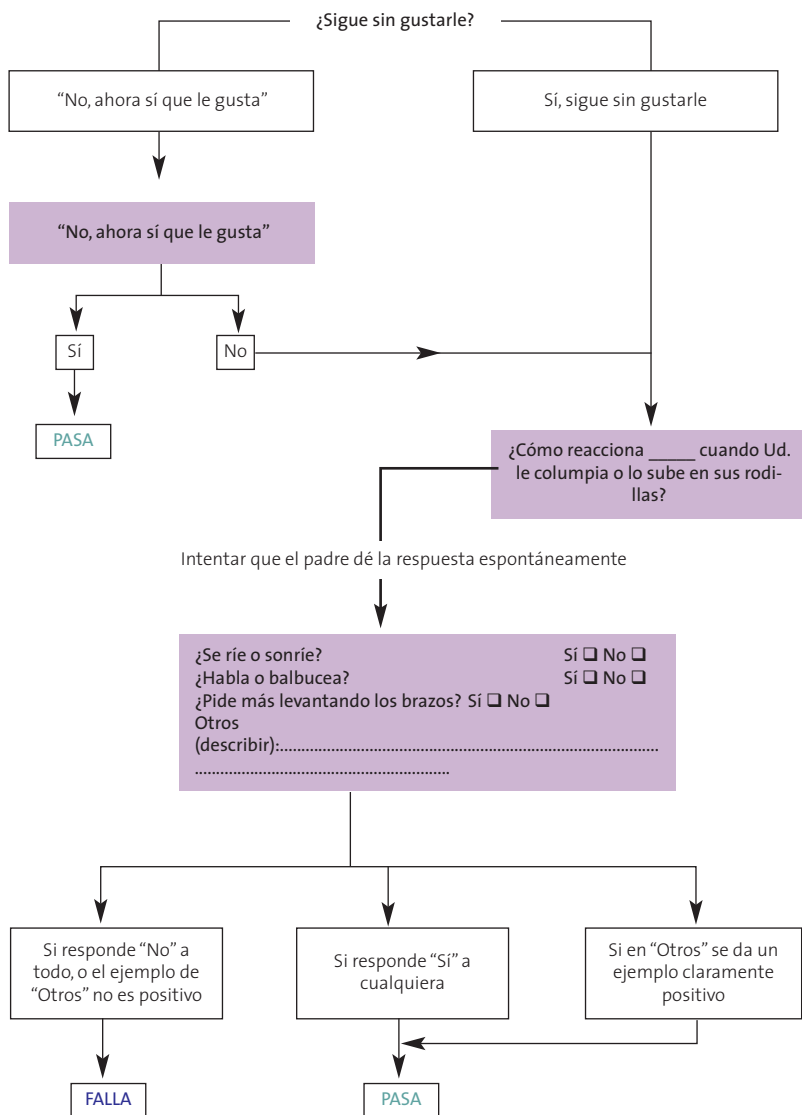 ¿Sigue sin gustarle?
“No, ahora sí que le gusta”
Sí, sigue sin gustarle
“No, ahora sí que le gusta”
Sí
No
PASA
¿Cómo reacciona _____ cuando Ud.
le columpia o lo sube en sus rodi-
llas?
Intentar que el padre dé la respuesta espontáneamente
¿Se ríe o sonríe? Sí ❑ No ❑
¿Habla o balbucea? Sí ❑ No ❑
¿Pide más levantando los brazos? Sí ❑ No ❑
Otros
(describir):..........................................................................................
.............................................................
Si responde “No” a
todo, o el ejemplo de
“Otros” no es positivo
Si responde “Sí” a
cualquiera
Si en “Otros” se da un
ejemplo claramente
positivo
FALLA
PASA